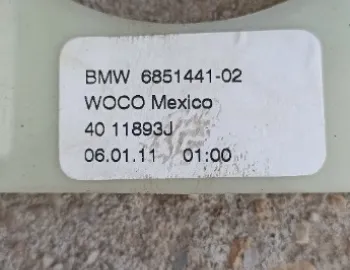 BMW 6851441-02
WOCO Mexico
40 11893J
06.01.11 01:00